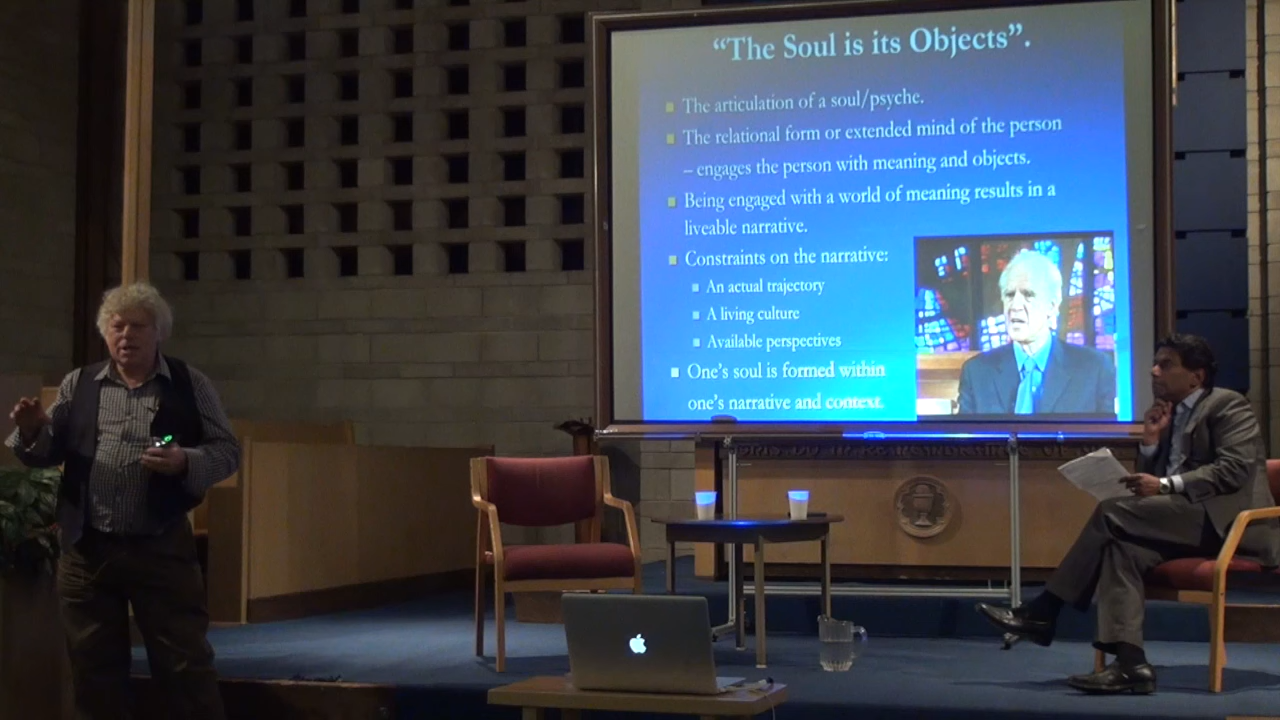 “The Soul is its Objects”.
The articulation of a soul/psyche.
The relational form or extended mind of the person
– engages the person with meaning and objects.
Being engaged with a world of meaning results in a
liveable narrative.
Constraints on the narrative:
An actual trajectory
A living culture
Available perspectives
One’s soul is formed within
one’s narrative and context.